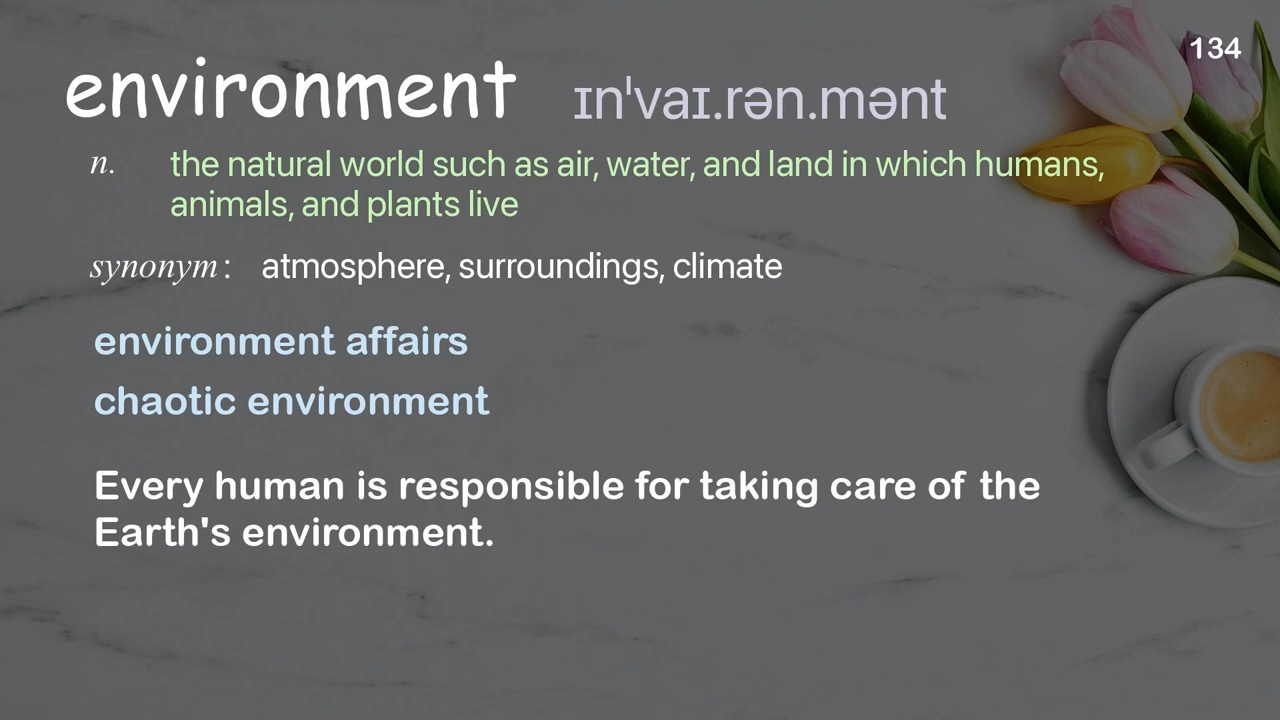 134
environment ɪnˈvaɪ.rən.mənt
n. the natural world such as air, water, and land in which humans,
animals, and plants live
synonym: atmosphere, surroundings, climate
environment affairs
chaotic environment
Every human is responsible for taking care of the
Earth's environment.